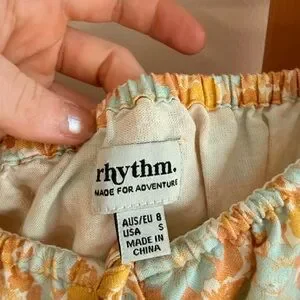 rhythm.
MADE FOR ADVENTURE
AUS/EU 8
USA S
MADE IN
CHINA